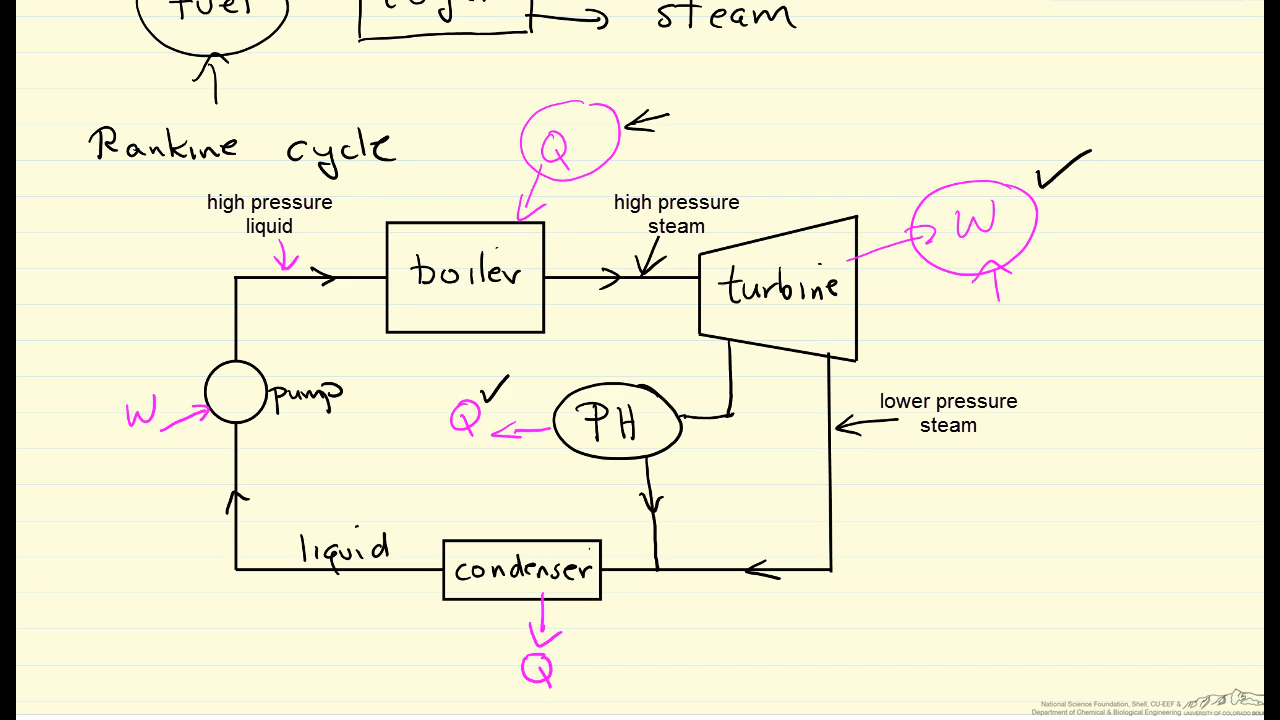 fuel
cogen
steam
Rankine cycle
Q
high pressure
liquid
high pressure
steam
W
boiler
turbine
W
pump
Q
PH
lower pressure
steam
liquid
condenser
Q
National Science Foundation, Shell, CU-EEF &
Department of Chemical & Biological Engineering